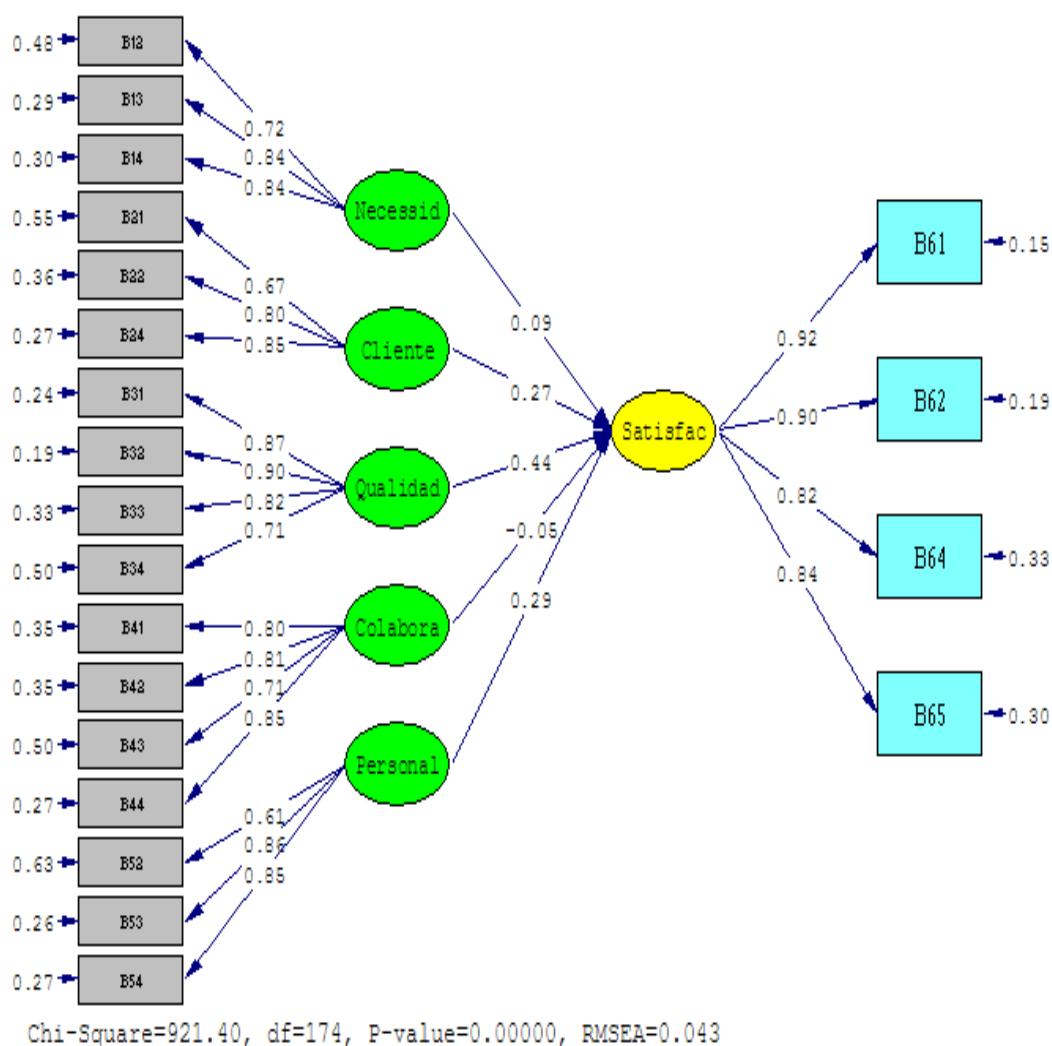 0.48 B12
0.29 B13
0.30 B14
0.55 B21
0.36 B22
0.27 B24
0.24 B31
0.19 B32
0.33 B33
0.50 B34
0.35 B41
0.35 B42
0.50 B43
0.27 B44
0.63 B52
0.26 B53
0.27 B54
0.72
0.84
0.84
0.67
0.80
0.85
0.87
0.90
0.82
0.71
0.80
0.81
0.71
0.85
0.61
0.86
0.85
Necessid
Cliente
Qualidad
Colabora
Personal
0.09
0.27
0.44
-0.05
0.29
Satisfac
0.92
0.90
0.82
0.84
B61 0.15
B62 0.19
B64 0.33
B65 0.30
Chi-Square=921.40, df=174, P-value=0.00000, RMSEA=0.043